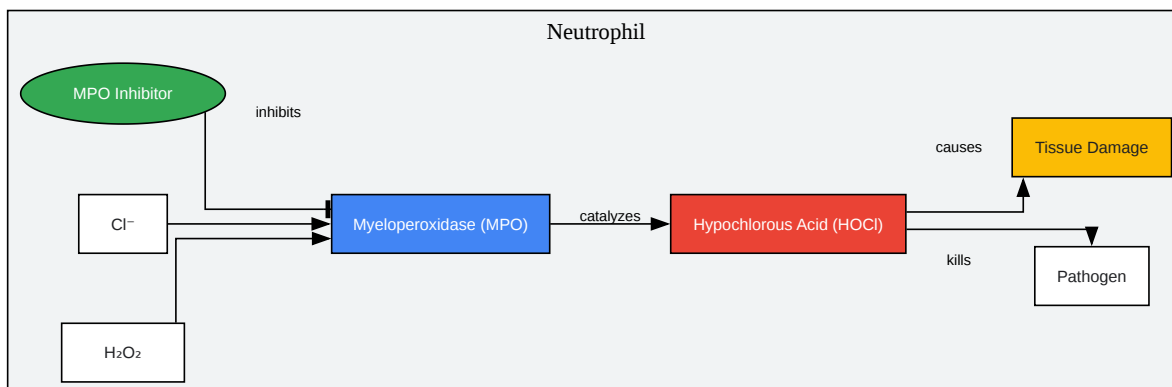 Neutrophil
MPO Inhibitor
inhibits
causes
Tissue Damage
Cl⁻
Myeloperoxidase (MPO)
catalyzes
Hypochlorous Acid (HOCl)
kills
Pathogen
H₂O₂